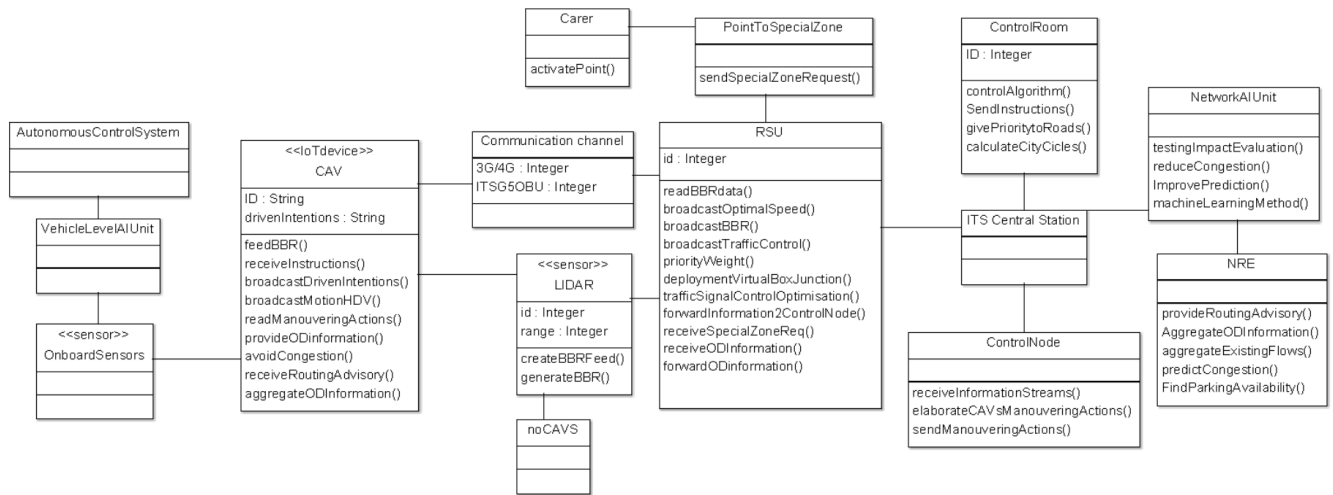 Carer
activatePoint()
PointToSpecialZone
sendSpecialZoneRequest()
ControlRoom
ID : Integer
controlAlgorithm()
SendInstructions()
givePrioritytoRoads()
calculateCityCicles()
NetworkAIUnit
testingImpactEvaluation()
reduceCongestion()
ImprovePrediction()
machineLearningMethod()
AutonomousControlSystem
VehicleLevelAIUnit
<<sensor>>
OnboardSensors
<<IoTdevice>>
CAV
ID : String
drivenIntentions : String
feedBBR()
receiveInstructions()
broadcastDrivenIntentions()
broadcastMotionHDV()
readManouveringActions()
provideODinformation()
avoidCongestion()
receiveRoutingAdvisory()
aggregateODInformation()
Communication channel
3G/4G : Integer
ITSG5OBU : Integer
<<sensor>>
LIDAR
id : Integer
range : Integer
createBBRFeed()
generateBBR()
noCAVS
RSU
id : Integer
readBBRdata()
broadcastOptimalSpeed()
broadcastBBR()
broadcastTrafficControl()
priorityWeight()
deploymentVirtualBoxJunction()
trafficSignalControlOptimisation()
forwardInformation2ControlNode()
receiveSpecialZoneReq()
receiveODInformation()
forwardODinformation()
ITS Central Station
ControlNode
receiveInformationStreams()
elaborateCAVsManouveringActions()
sendManouveringActions()
NRE
provideRoutingAdvisory()
AggregateODInformation()
aggregateExistingFlows()
predictCongestion()
FindParkingAvailability()